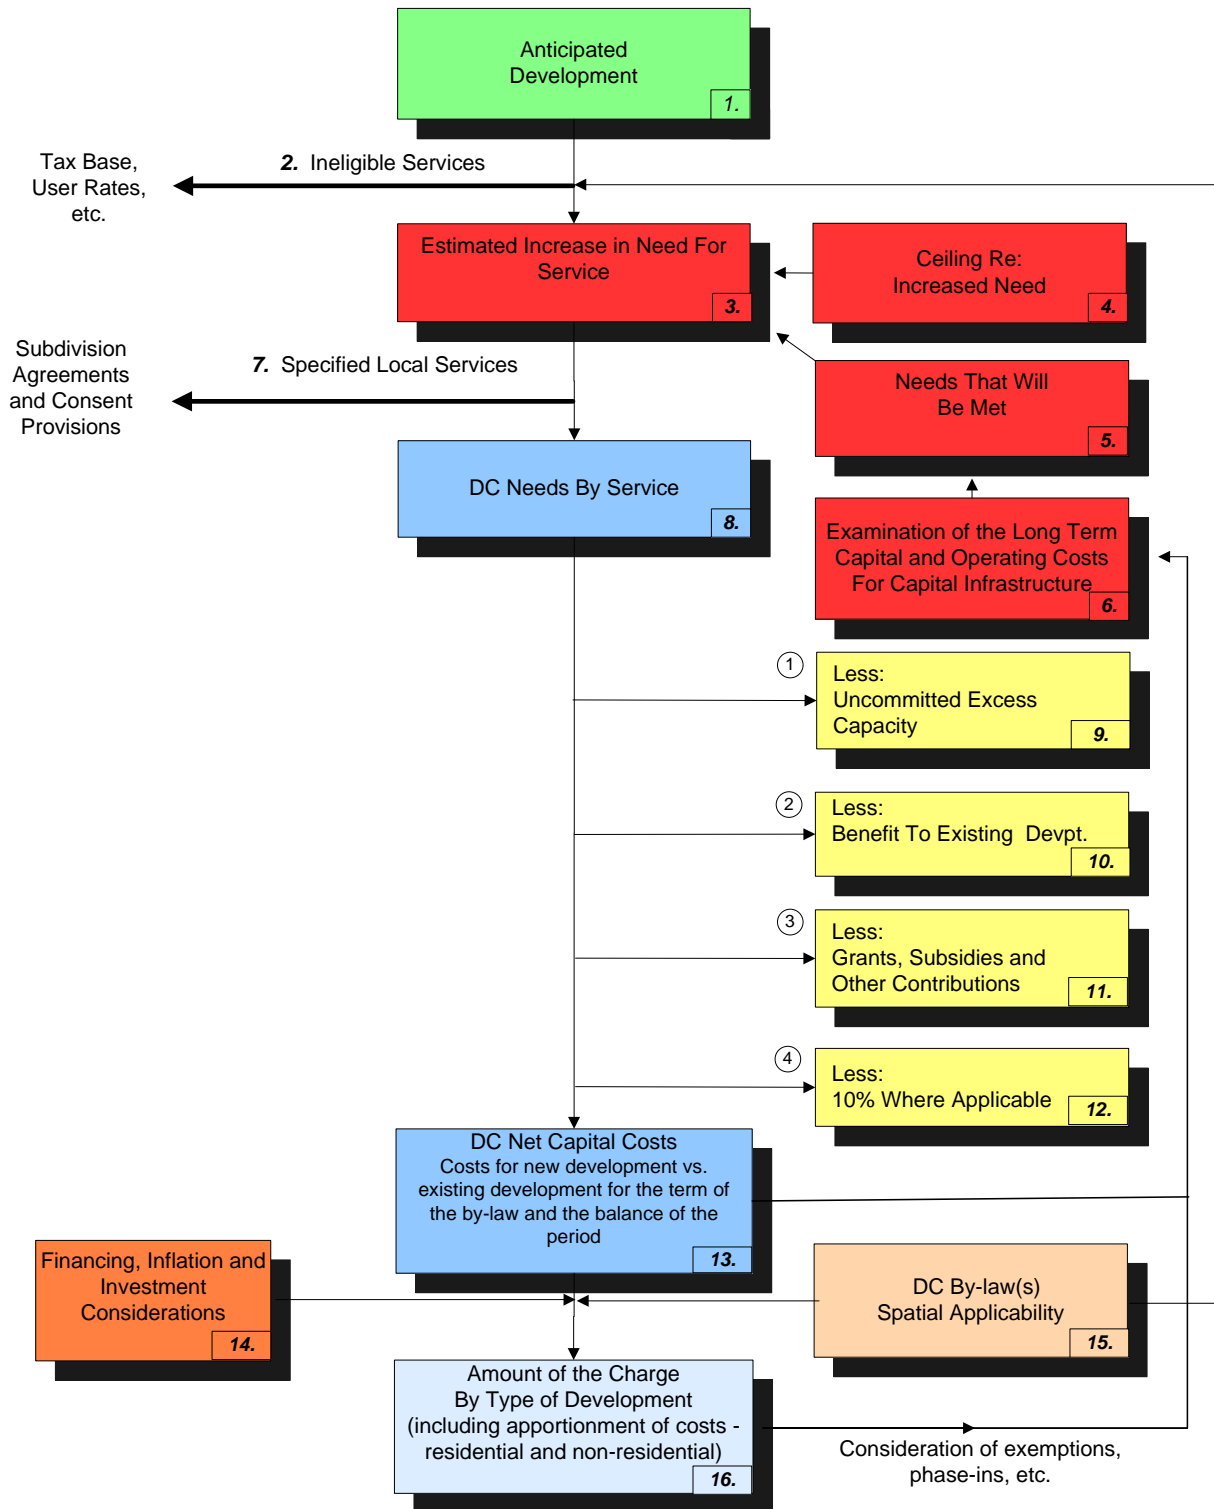 Anticipated
Development
1.
Tax Base,
User Rates,
etc.
2. Ineligible Services
Estimated Increase in Need For
Service
3.
Ceiling Re:
Increased Need
4.
Subdivision
Agreements
and Consent
Provisions
7. Specified Local Services
Needs That Will
Be Met
5.
DC Needs By Service
8.
Examination of the Long Term
Capital and Operating Costs
For Capital Infrastructure
6.
1
Less:
Uncommitted Excess
Capacity
9.
2
Less:
Benefit To Existing Devpt.
10.
3
Less:
Grants, Subsidies and
Other Contributions
11.
4
Less:
10% Where Applicable
12.
DC Net Capital Costs
Costs for new development vs.
existing development for the term of
the by-law and the balance of the
period
13.
Financing, Inflation and
Investment
Considerations
14.
DC By-law(s)
Spatial Applicability
15.
Amount of the Charge
By Type of Development
(including apportionment of costs -
residential and non-residential)
16.
Consideration of exemptions,
phase-ins, etc.